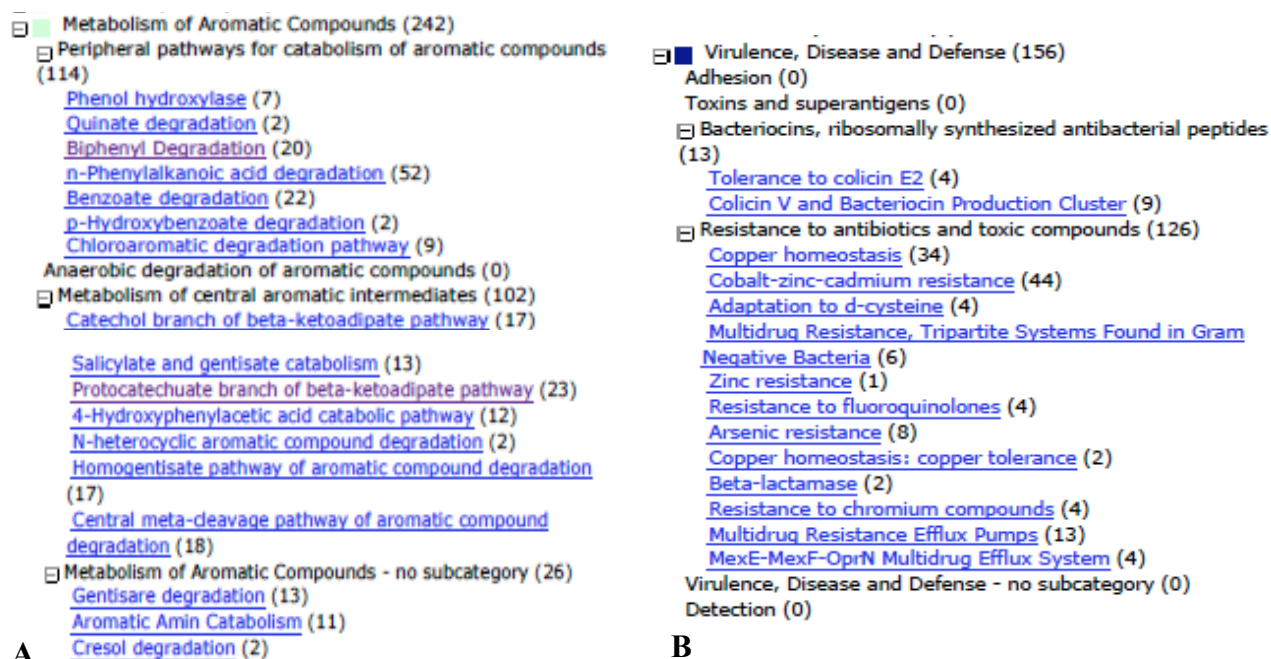 Metabolism of Aromatic Compounds (242)
Peripheral pathways for catabolism of aromatic compounds
(114)
Phenol hydroxylase (7)
Quinate degradation (2)
Biphenyl Degradation (20)
n-Phenylalkanoic acid degradation (52)
Benzoate degradation (22)
p-Hydroxybenzoate degradation (2)
Chloroaromatic degradation pathway (9)
Anaerobic degradation of aromatic compounds (0)
Metabolism of central aromatic intermediates (102)
Catechol branch of beta-ketoadipate pathway (17)
Salicylate and gentisate catabolism (13)
Protocatechuate branch of beta-ketoadipate pathway (23)
4-Hydroxyphenylacetic acid catabolic pathway (12)
N-heterocyclic aromatic compound degradation (2)
Homogentisate pathway of aromatic compound degradation
(17)
Central meta-cleavage pathway of aromatic compound
degradation (18)
Metabolism of Aromatic Compounds - no subcategory (26)
Gentisare degradation (13)
Aromatic Amin Catabolism (11)
Cresol degradation (2)
A
Virulence, Disease and Defense (156)
Adhesion (0)
Toxins and superantigens (0)
Bacteriocins, ribosomally synthesized antibacterial peptides
(13)
Tolerance to colicin E2 (4)
Colicin V and Bacteriocin Production Cluster (9)
Resistance to antibiotics and toxic compounds (126)
Copper homeostasis (34)
Cobalt-zinc-cadmium resistance (44)
Adaptation to d-cysteine (4)
Multidrug Resistance, Tripartite Systems Found in Gram
Negative Bacteria (6)
Zinc resistance (1)
Resistance to fluoroquinolones (4)
Arsenic resistance (8)
Copper homeostasis: copper tolerance (2)
Beta-lactamase (2)
Resistance to chromium compounds (4)
Multidrug Resistance Efflux Pumps (13)
MexE-MexF-OprN Multidrug Efflux System (4)
Virulence, Disease and Defense - no subcategory (0)
Detection (0)
B